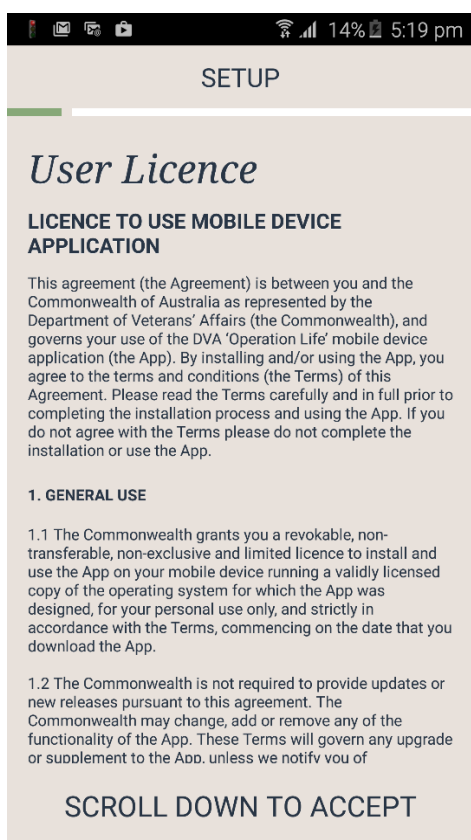 14% 5:19 pm
SETUP
User Licence
LICENCE TO USE MOBILE DEVICE
APPLICATION
This agreement (the Agreement) is between you and the
Commonwealth of Australia as represented by the
Department of Veterans' Affairs (the Commonwealth), and
governs your use of the DVA 'Operation Life' mobile device
application (the App). By installing and/or using the App, you
agree to the terms and conditions (the Terms) of this
Agreement. Please read the Terms carefully and in full prior to
completing the installation process and using the App. If you
do not agree with the Terms please do not complete the
installation or use the App.
1. GENERAL USE
1.1 The Commonwealth grants you a revokable, non-
transferable, non-exclusive and limited licence to install and
use the App on your mobile device running a validly licensed
copy of the operating system for which the App was
designed, for your personal use only, and strictly in
accordance with the Terms, commencing on the date that you
download the App.
1.2 The Commonwealth is not required to provide updates or
new releases pursuant to this agreement. The
Commonwealth may change, add or remove any of the
functionality of the App. These Terms will govern any upgrade
or supplement to the App, unless we notify you of
SCROLL DOWN TO ACCEPT